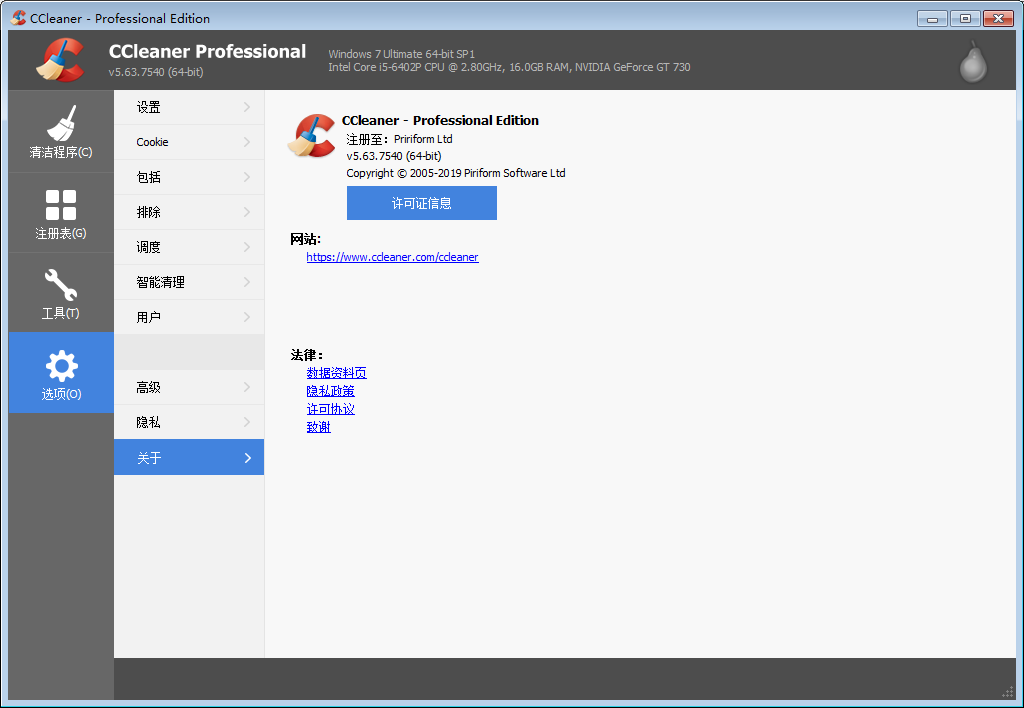 CCleaner - Professional Edition
CCleaner Professional
v5.63.7540 (64-bit)
Windows 7 Ultimate 64-bit SP1
Intel Core i5-6402P CPU @ 2.80GHz, 16.0GB RAM, NVIDIA GeForce GT 730
清洁程序(C)
注册表(G)
工具(T)
选项(O)
设置
Cookie
包括
排除
调度
智能清理
用户
高级
隐私
关于
CCleaner - Professional Edition
注册至: Pririform Ltd
v5.63.7540 (64-bit)
Copyright © 2005-2019 Piriform Software Ltd
许可证信息
网站:
https://www.ccleaner.com/ccleaner
法律:
数据资料页
隐私政策
许可协议
致谢